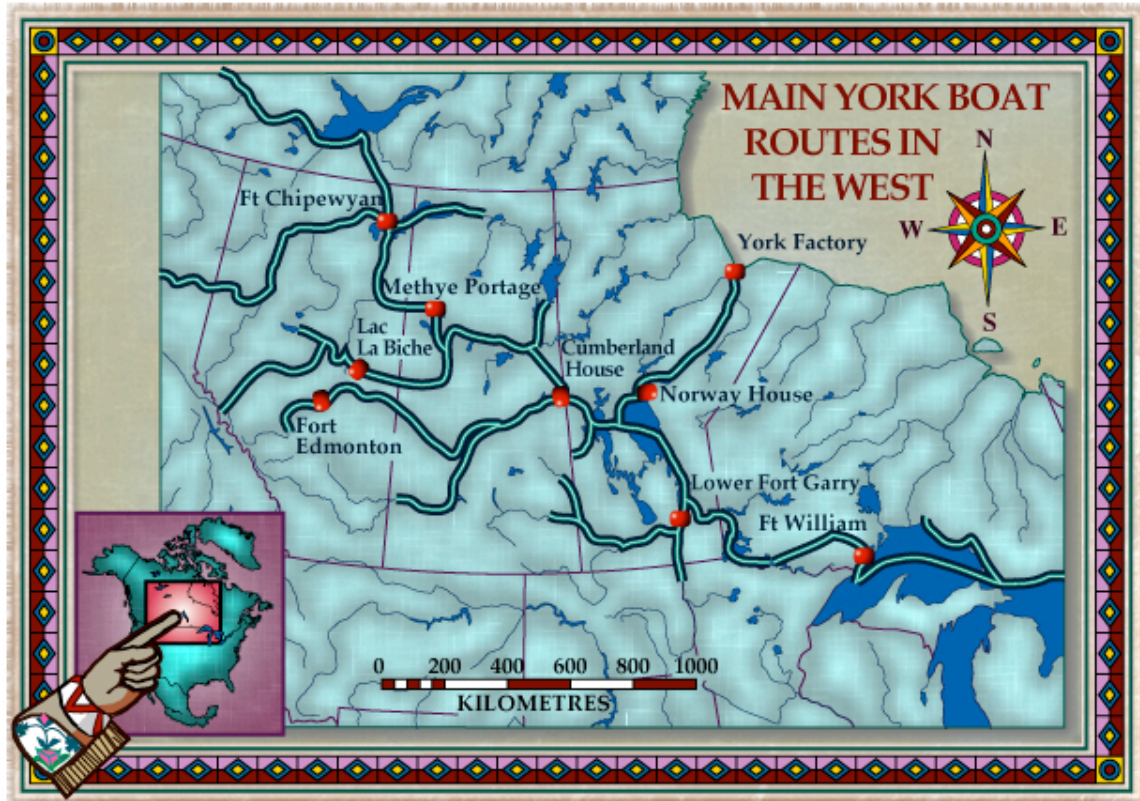 MAIN YORK BOAT
ROUTES IN
THE WEST
N
W
E
S
Ft Chipewyan
York Factory
Methye Portage
Lac
La Biche
Cumberland
House
Norway House
Fort
Edmonton
Lower Fort Garry
Ft William
0 200 400 600 800 1000
KILOMETRES